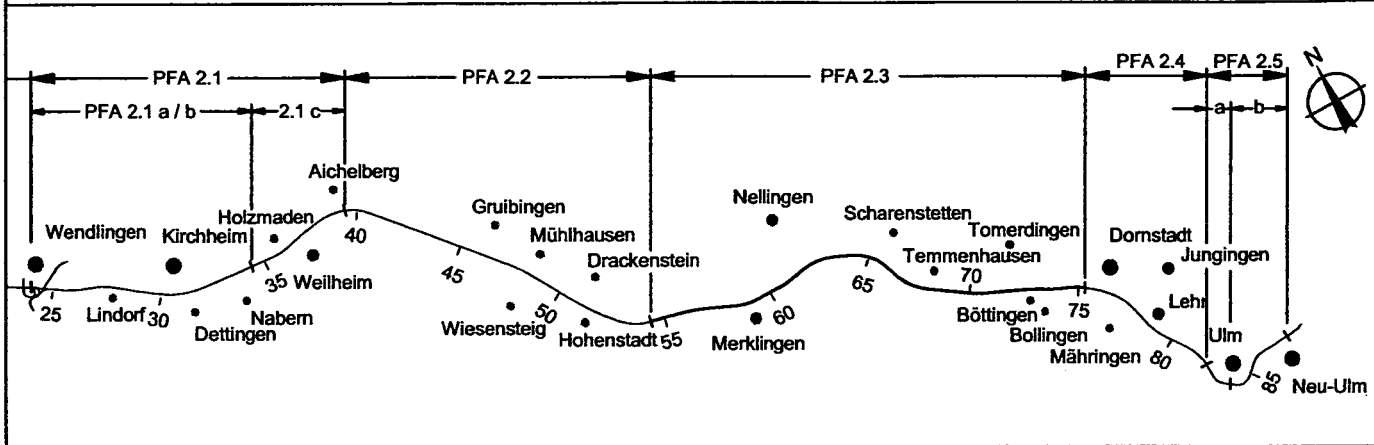 PFA 2.1
PFA 2.2
PFA 2.3
PFA 2.4
PFA 2.5
N
PFA 2.1 a / b
2.1 c
a
b
Aichelberg
Wendlingen
Holzmaden
Kirchheim
40
Gruibingen
Mühlhausen
Drackenstein
Nellingen
Scharenstetten
Tomerdingen
Temmenhausen
Dornstadt
Jungingen
25
Lindorf
30
Dettingen
Nabern
35
Weilheim
45
Wiesensteig
50
Hohenstadt
55
Merklingen
60
65
70
Böttingen
Bollingen
75
Mähringen
Lehr
80
Ulm
85
Neu-Ulm